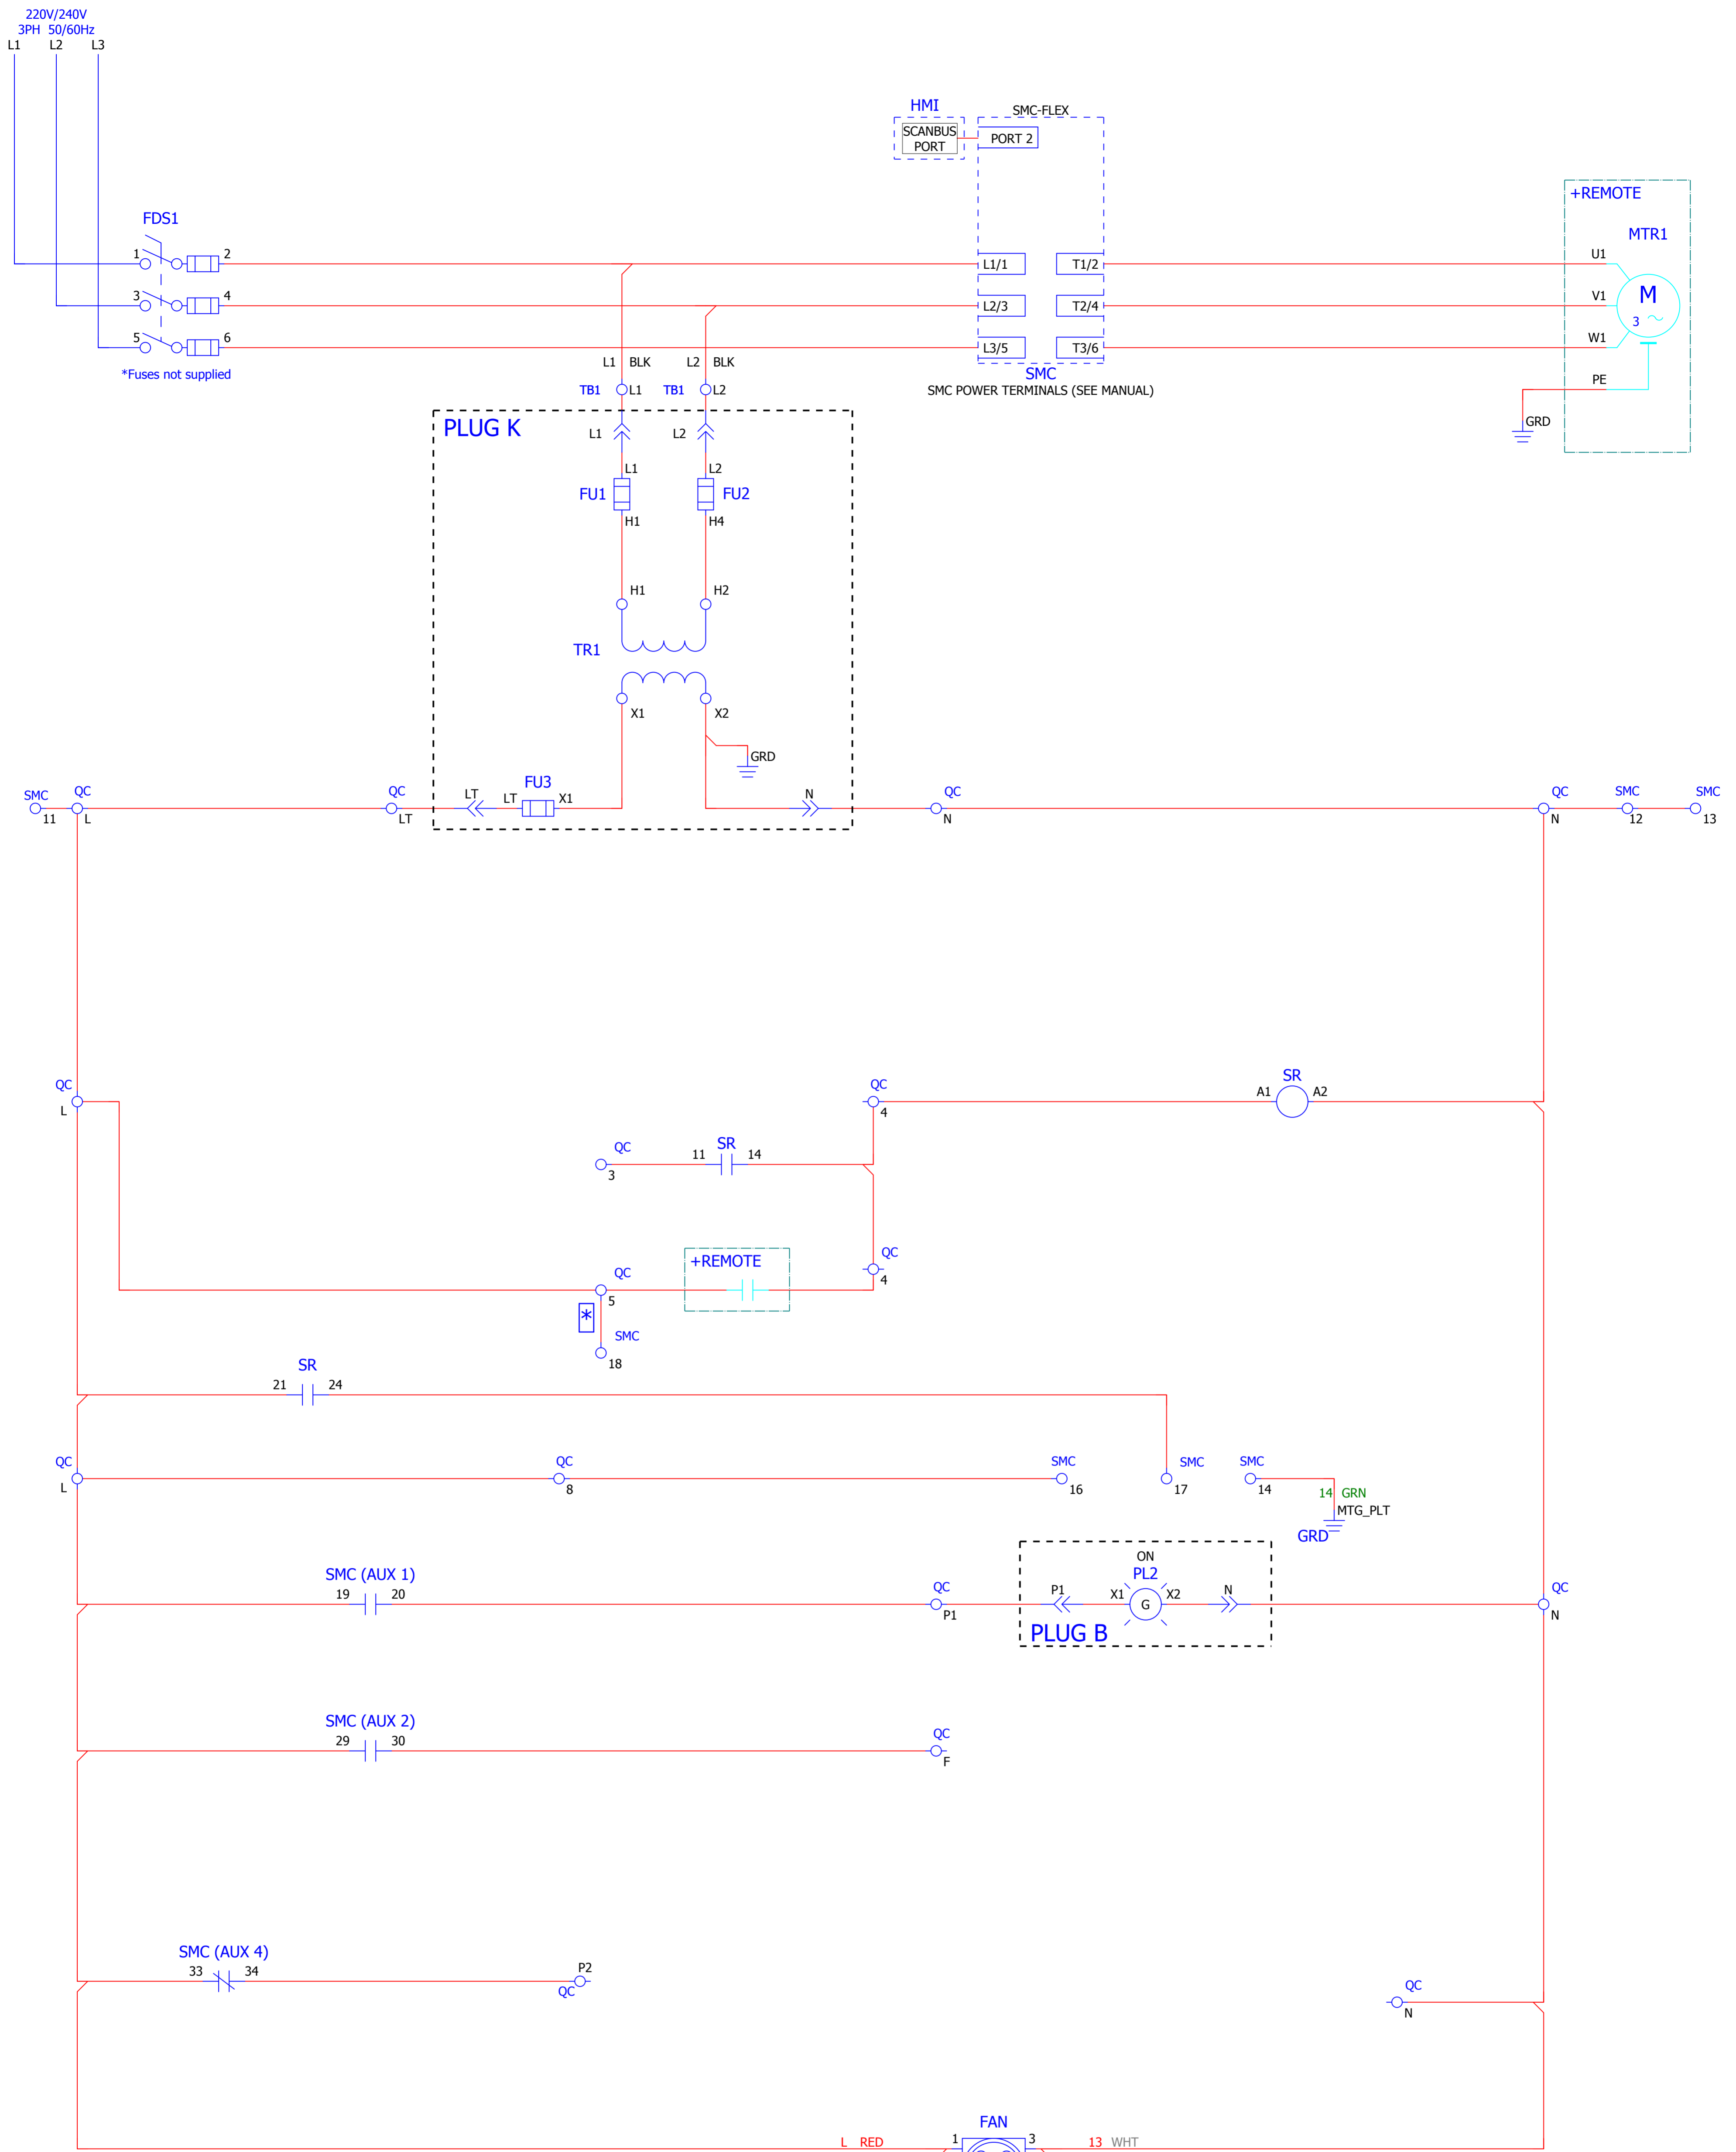 220V/240V
3PH 50/60Hz
L1 L2 L3
HMI
SMC-FLEX
SCANBUS
PORT
PORT 2
+REMOTE
FDS1
MTR1
1 2
L1/1 T1/2
U1
3 4
L2/3 T2/4
V1
M
3
5 6
L3/5 T3/6
W1
*Fuses not supplied
L1 BLK L2 BLK
SMC
SMC POWER TERMINALS (SEE MANUAL)
PE
TB1 L1 TB1 L2
GRD
PLUG K
L1 L2
L1 L2
FU1 FU2
H1 H4
H1 H2
TR1
X1 X2
GRD
FU3
SMC QC QC LT LT X1 N QC QC SMC SMC
11 L LT N N 12 13
QC QC SR
L 4 A1 A2
QC SR
3 11 14
+REMOTE
QC
4
QC
5
*
SMC
18
SR
21 24
QC QC SMC SMC SMC
L 8 16 17 14
14 GRN
MTG_PLT
GRD
ON
SMC (AUX 1)
PL2
19 20 QC P1 X1 G X2 N QC
P1 N
PLUG B
SMC (AUX 2)
29 30 QC
F
SMC (AUX 4)
33 34 P2
QC
QC
N
FAN
L RED 1 3 13 WHT